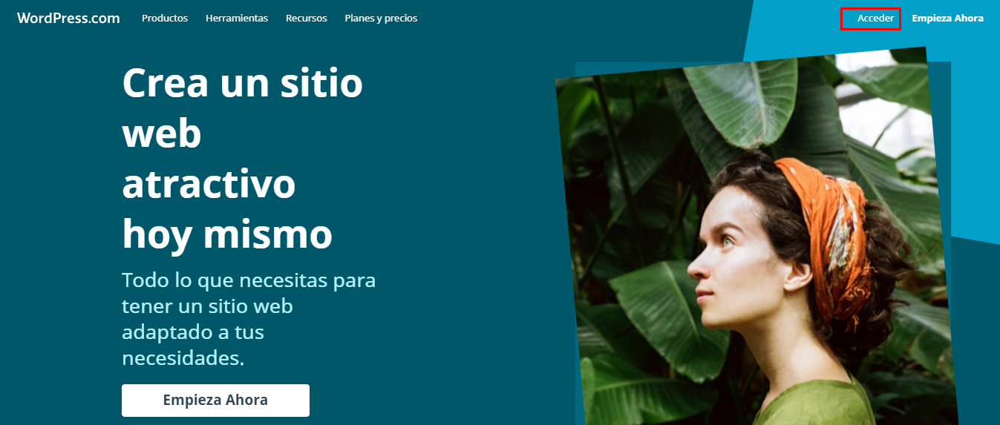 WordPress.com Productos Herramientas Recursos Planes y precios Acceder Empieza Ahora
Crea un sitio
web
atractivo
hoy mismo
Todo lo que necesitas para
tener un sitio web
adaptado a tus
necesidades.
Empieza Ahora